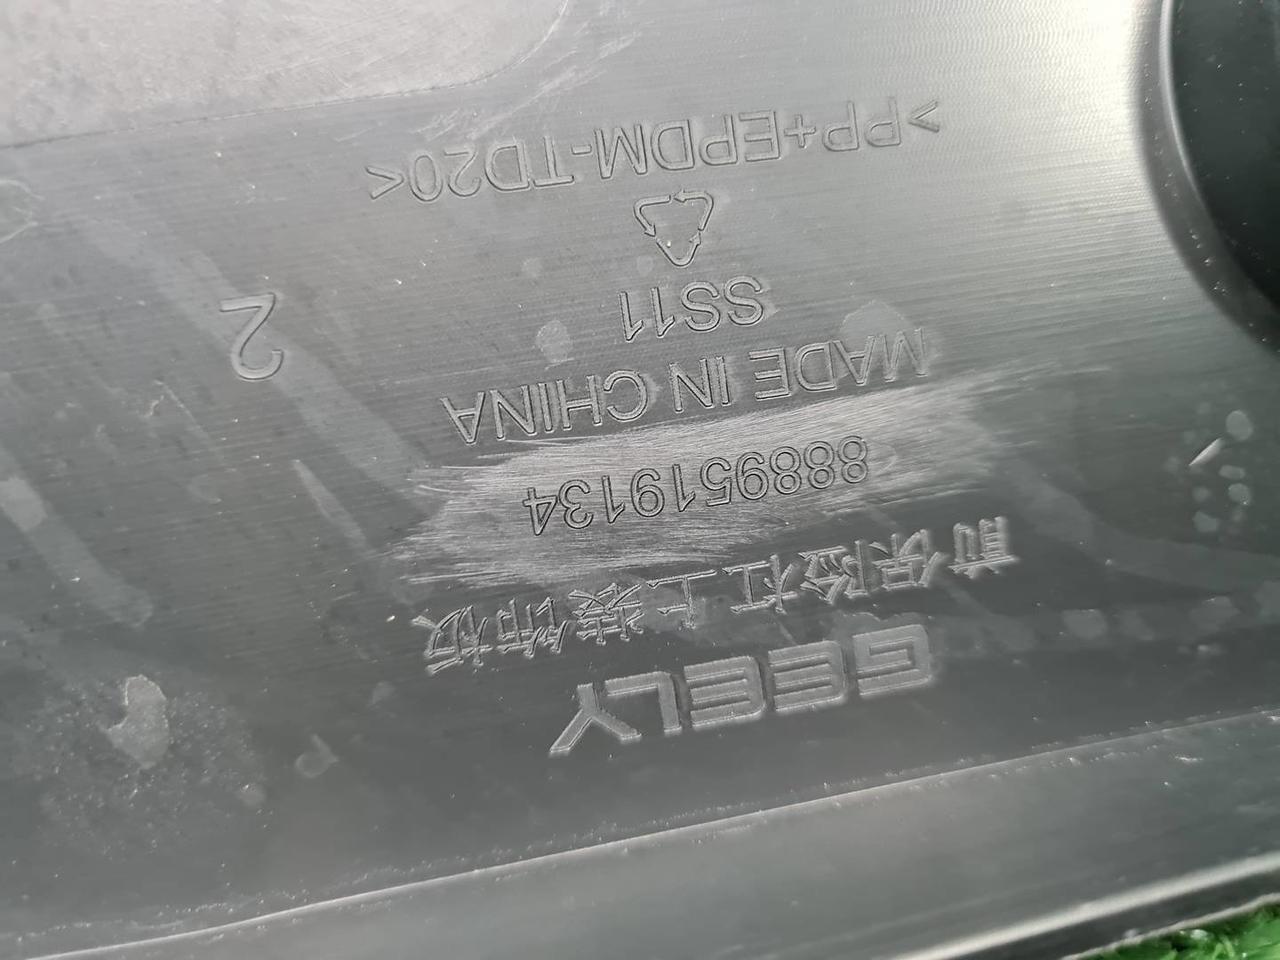 GEELY
前保险杠上装饰板
8889519134
MADE IN CHINA
SS11
>PP+EPDM-TD20<
2